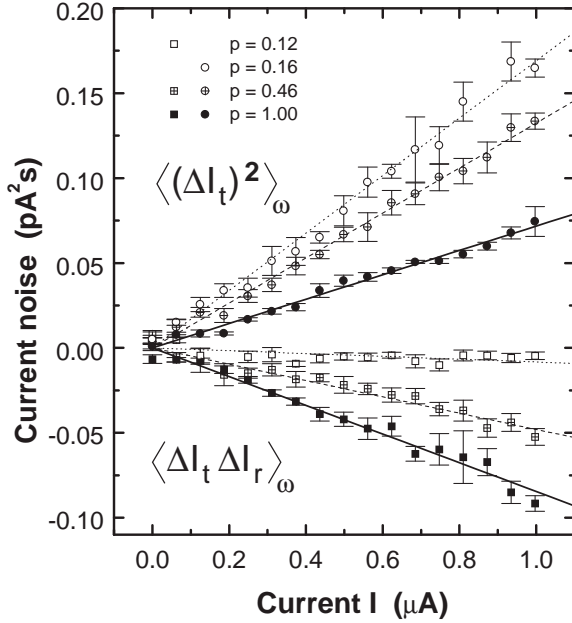 0.20
0.15
0.10
0.05
0.00
-0.05
-0.10
Current noise (pA²s)
p = 0.12
p = 0.16
p = 0.46
p = 1.00
⟨(ΔI_t)²⟩_ω
⟨ΔI_t ΔI_r⟩_ω
0.0 0.2 0.4 0.6 0.8 1.0
Current I (μA)